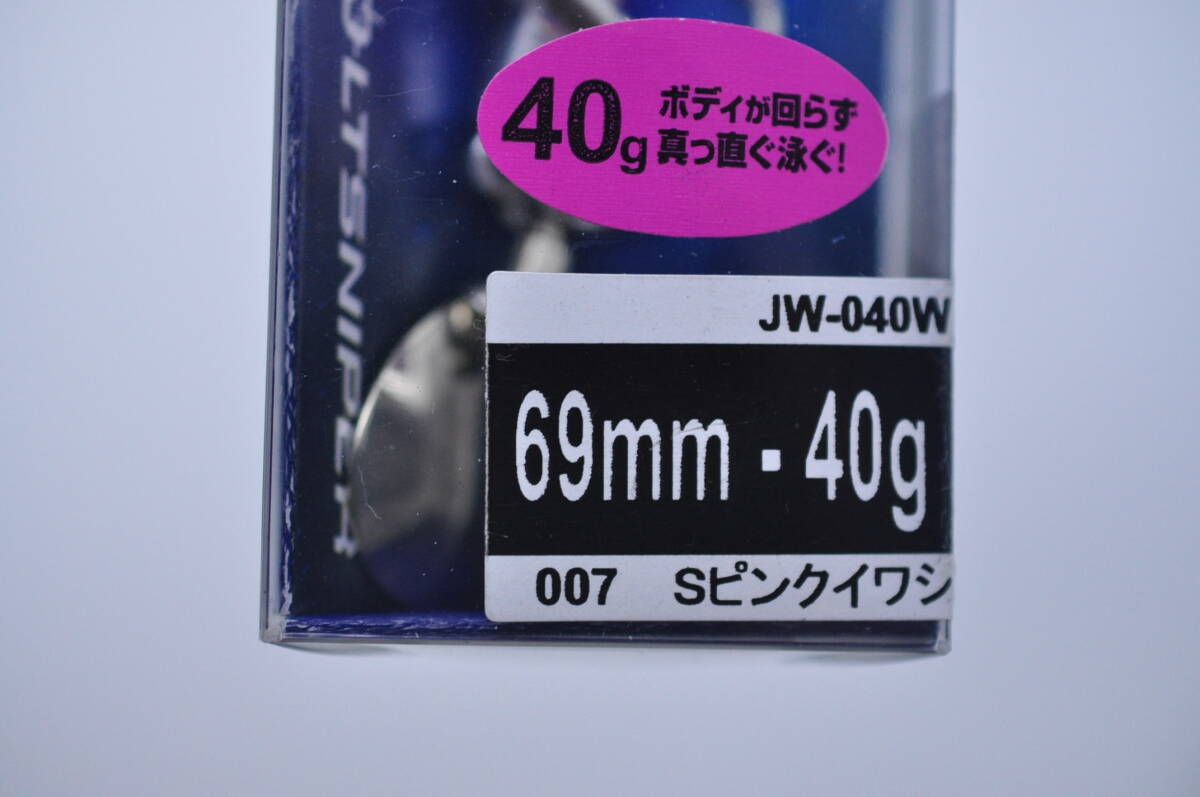 40g ボディが回らず
真っ直ぐ泳ぐ!
JW-040W
69mm・40g
007 Sピンクイワシ
LTSNIPER